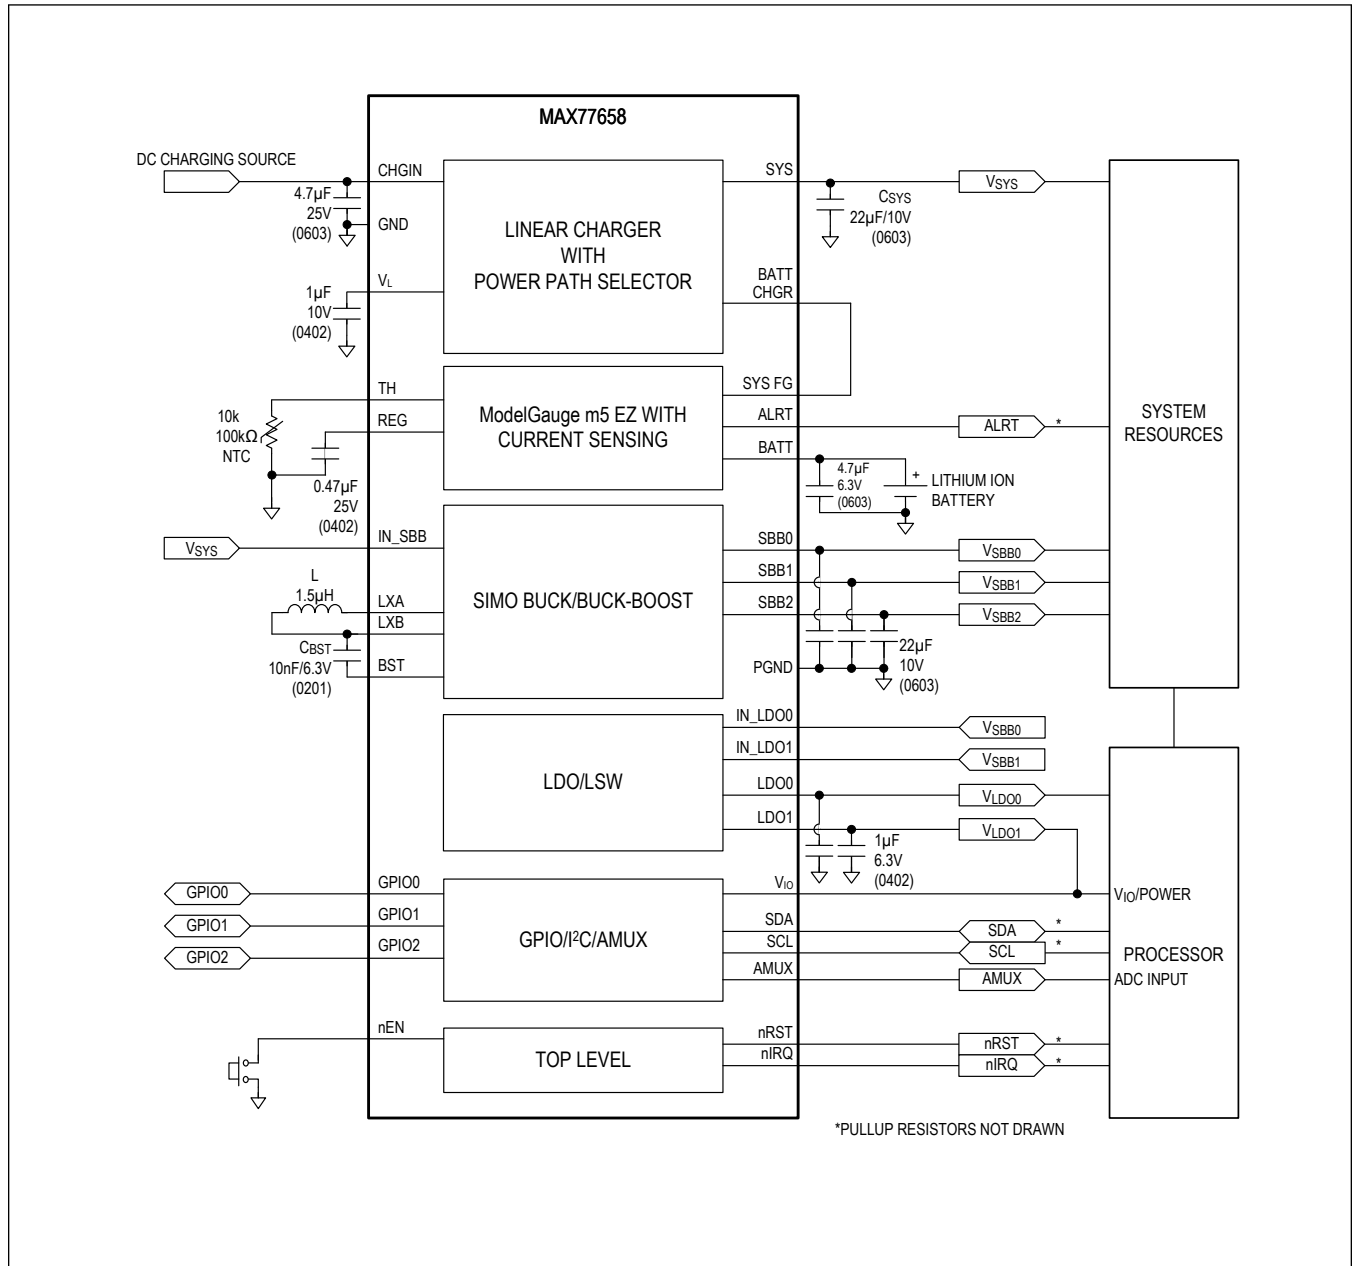 MAX77658
DC CHARGING SOURCE
CHGIN
4.7µF
25V
(0603)
GND
VL
1µF
10V
(0402)
LINEAR CHARGER
WITH
POWER PATH SELECTOR
SYS
CSYS
22µF/10V
(0603)
VSYS
BATT
CHGR
TH
REG
10k
100kΩ
NTC
0.47µF
25V
(0402)
ModelGauge m5 EZ WITH
CURRENT SENSING
SYS FG
ALRT
BATT
ALRT
*
4.7µF
6.3V
(0603)
+
LITHIUM ION
BATTERY
SYSTEM
RESOURCES
VSYS
IN_SBB
L
1.5µH
LXA
LXB
CBST
10nF/6.3V
(0201)
BST
SIMO BUCK/BUCK-BOOST
SBB0
SBB1
SBB2
PGND
VSBB0
VSBB1
VSBB2
22µF
10V
(0603)
LDO/LSW
IN_LDO0
IN_LDO1
LDO0
LDO1
VSBB0
VSBB1
VLDO0
VLDO1
1µF
6.3V
(0402)
GPIO0
GPIO1
GPIO2
GPIO0
GPIO1
GPIO2
GPIO/I²C/AMUX
VIO
SDA
SCL
AMUX
SDA
*
SCL
*
AMUX
VIO/POWER
PROCESSOR
ADC INPUT
nEN
TOP LEVEL
nRST
nIRQ
nRST
*
nIRQ
*
*PULLUP RESISTORS NOT DRAWN